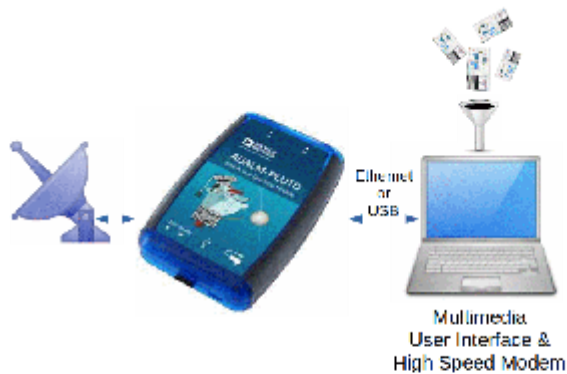 ADALM-PLUTO
Ethernet
or
USB
Multimedia
User Interface &
High Speed Modem